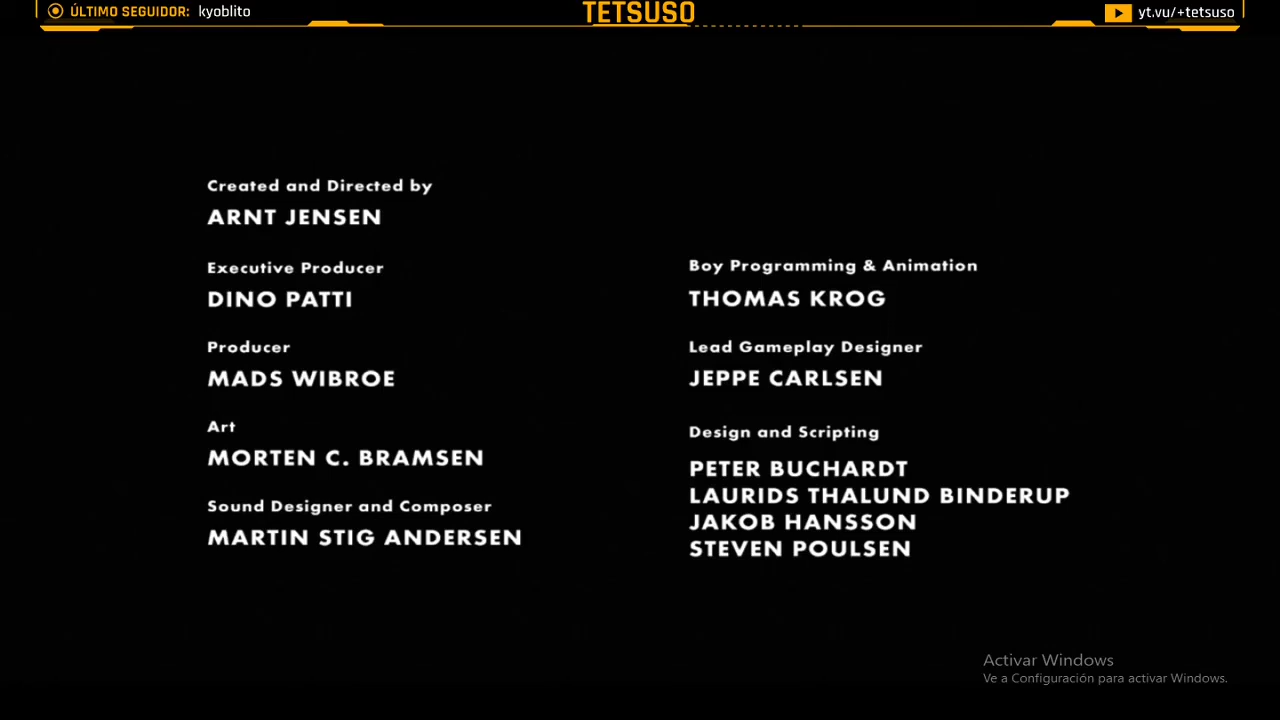 ÚLTIMO SEGUIDOR: kyoblito
TETSUSO
yt.vu/+tetsuso
Created and Directed by
ARNT JENSEN
Executive Producer
DINO PATTI
Producer
MADS WIBROE
Art
MORTEN C. BRAMSEN
Sound Designer and Composer
MARTIN STIG ANDERSEN
Boy Programming & Animation
THOMAS KROG
Lead Gameplay Designer
JEPPE CARLSEN
Design and Scripting
PETER BUCHARDT
LAURIDS THALUND BINDERUP
JAKOB HANSSON
STEVEN POULSEN
Activar Windows
Ve a Configuración para activar Windows.